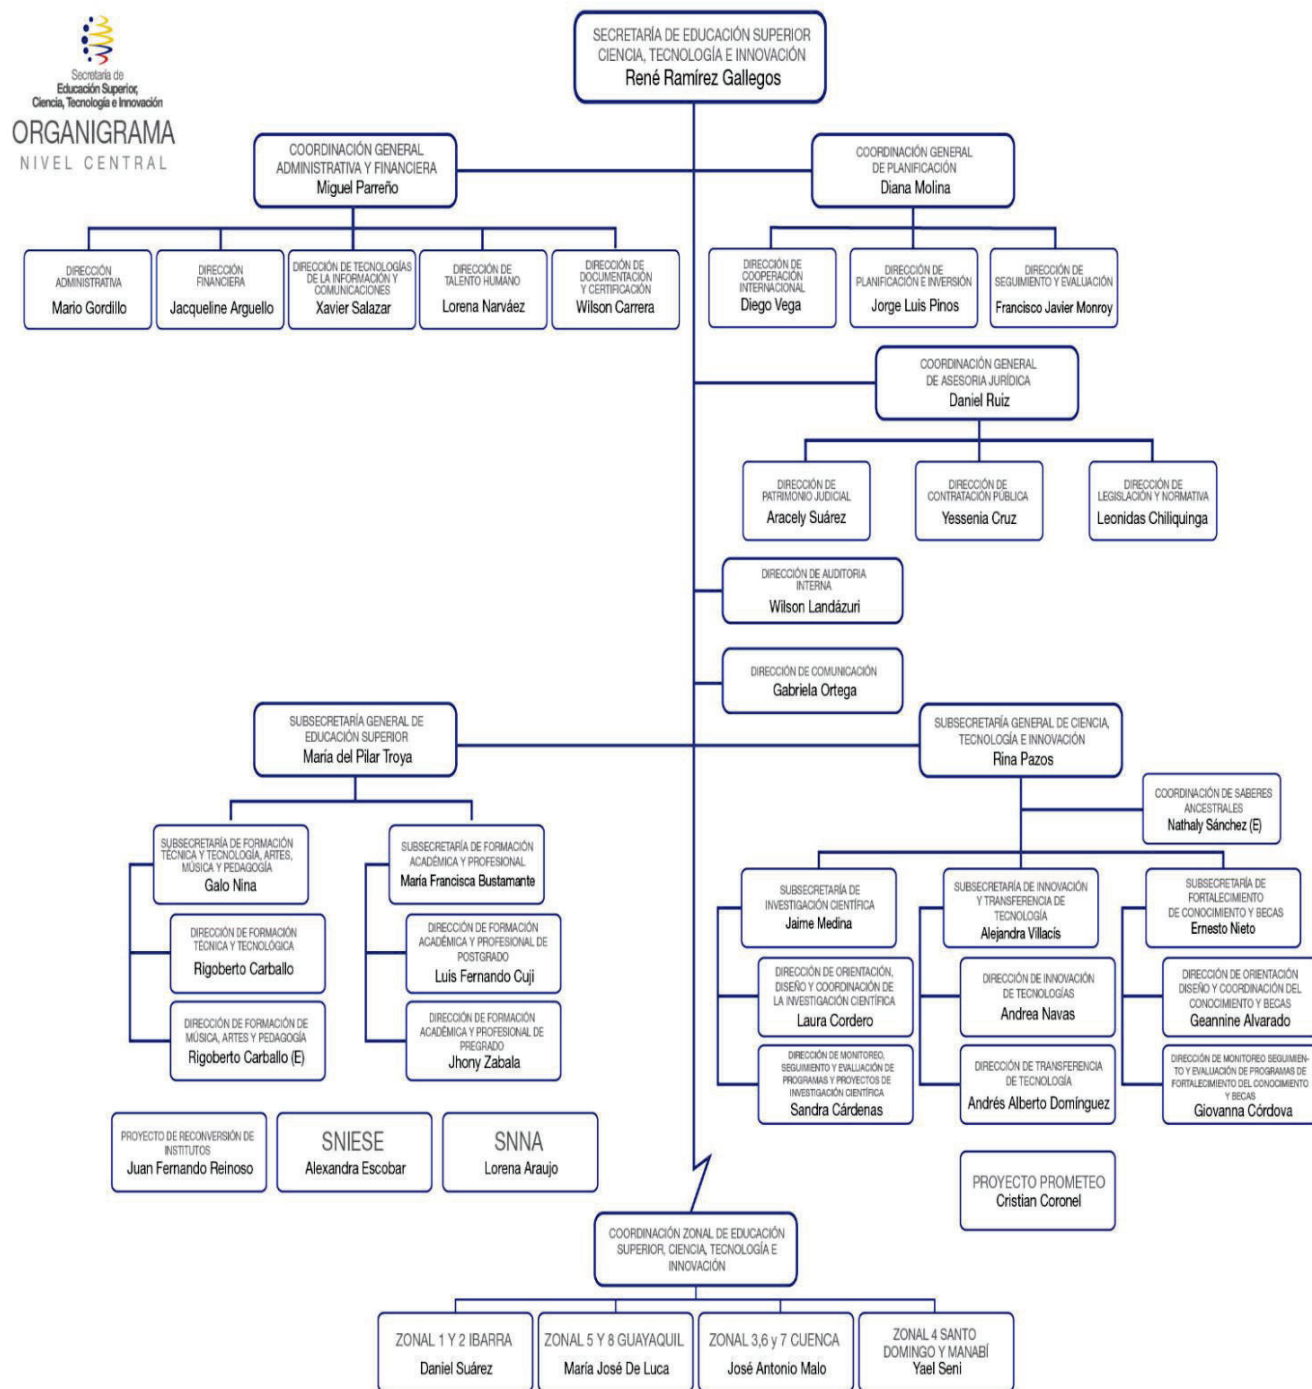 Secretaría de
Educación Superior,
Ciencia, Tecnología e Innovación
ORGANIGRAMA
NIVEL CENTRAL
SECRETARÍA DE EDUCACIÓN SUPERIOR
CIENCIA, TECNOLOGÍA E INNOVACIÓN
René Ramírez Gallegos
COORDINACIÓN GENERAL
ADMINISTRATIVA Y FINANCIERA
Miguel Parreño
COORDINACIÓN GENERAL
DE PLANIFICACIÓN
Diana Molina
DIRECCIÓN
ADMINISTRATIVA
Mario Gordillo
DIRECCIÓN
FINANCIERA
Jacqueline Arguello
DIRECCIÓN DE TECNOLOGÍAS
DE LA INFORMACIÓN Y
COMUNICACIONES
Xavier Salazar
DIRECCIÓN DE
TALENTO HUMANO
Lorena Narváez
DIRECCIÓN DE
DOCUMENTACIÓN
Y CERTIFICACIÓN
Wilson Carrera
DIRECCIÓN DE
COOPERACIÓN
INTERNACIONAL
Diego Vega
DIRECCIÓN DE
PLANIFICACIÓN E INVERSIÓN
Jorge Luis Pinos
DIRECCIÓN DE
SEGUIMIENTO Y EVALUACIÓN
Francisco Javier Monroy
COORDINACIÓN GENERAL
DE ASESORIA JURÍDICA
Daniel Ruiz
DIRECCIÓN DE
PATRIMONIO JUDICIAL
Aracely Suárez
DIRECCIÓN DE
CONTRATACIÓN PÚBLICA
Yessenia Cruz
DIRECCIÓN DE
LEGISLACIÓN Y NORMATIVA
Leonidas Chiliquinga
DIRECCIÓN DE AUDITORIA
INTERNA
Wilson Landázuri
DIRECCIÓN DE COMUNICACIÓN
Gabriela Ortega
SUBSECRETARÍA GENERAL DE
EDUCACIÓN SUPERIOR
María del Pilar Troya
SUBSECRETARÍA GENERAL DE CIENCIA,
TECNOLOGÍA E INNOVACIÓN
Rina Pazos
COORDINACIÓN DE SABERES
ANCESTRALES
Nathaly Sánchez (E)
SUBSECRETARÍA DE FORMACIÓN
TÉCNICA Y TECNOLOGÍA, ARTES,
MÚSICA Y PEDAGOGÍA
Galo Nina
SUBSECRETARÍA DE FORMACIÓN
ACADÉMICA Y PROFESIONAL
María Francisca Bustamante
SUBSECRETARÍA DE
INVESTIGACIÓN CIENTÍFICA
Jaime Medina
SUBSECRETARÍA DE INNOVACIÓN
Y TRANSFERENCIA DE
TECNOLOGÍA
Alejandra Villacís
SUBSECRETARÍA DE
FORTALECIMIENTO
DE CONOCIMIENTO Y BECAS
Ernesto Nieto
DIRECCIÓN DE FORMACIÓN
TÉCNICA Y TECNOLÓGICA
Rigoberto Carballo
DIRECCIÓN DE FORMACIÓN
ACADÉMICA Y PROFESIONAL DE
POSTGRADO
Luis Fernando Cuji
DIRECCIÓN DE ORIENTACIÓN,
DISEÑO Y COORDINACIÓN DE
LA INVESTIGACIÓN CIENTÍFICA
Laura Cordero
DIRECCIÓN DE INNOVACIÓN
DE TECNOLOGÍAS
Andrea Navas
DIRECCIÓN DE ORIENTACIÓN
DISEÑO Y COORDINACIÓN DEL
CONOCIMIENTO Y BECAS
Geannine Alvarado
DIRECCIÓN DE FORMACIÓN DE
MÚSICA, ARTES Y PEDAGOGÍA
Rigoberto Carballo (E)
DIRECCIÓN DE FORMACIÓN
ACADÉMICA Y PROFESIONAL DE
PREGRADO
Jhony Zabala
DIRECCIÓN DE MONITOREO,
SEGUIMIENTO Y EVALUACIÓN DE
PROGRAMAS Y PROYECTOS DE
INVESTIGACIÓN CIENTÍFICA
Sandra Cárdenas
DIRECCIÓN DE TRANSFERENCIA
DE TECNOLOGÍA
Andrés Alberto Domínguez
DIRECCIÓN DE MONITOREO SEGUIMIEN-
TO Y EVALUACIÓN DE PROGRAMAS DE
FORTALECIMIENTO DEL CONOCIMIENTO
Y BECAS
Giovanna Córdova
PROYECTO DE RECONVERSIÓN DE
INSTITUTOS
Juan Fernando Reinoso
SNIESE
Alexandra Escobar
SNNA
Lorena Araujo
PROYECTO PROMETEO
Cristian Coronel
COORDINACIÓN ZONAL DE EDUCACIÓN
SUPERIOR, CIENCIA, TECNOLOGÍA E
INNOVACIÓN
ZONAL 1 Y 2 IBARRA
Daniel Suárez
ZONAL 5 Y 8 GUAYAQUIL
María José De Luca
ZONAL 3,6 y 7 CUENCA
José Antonio Malo
ZONAL 4 SANTO
DOMINGO Y MANABÍ
Yael Seni